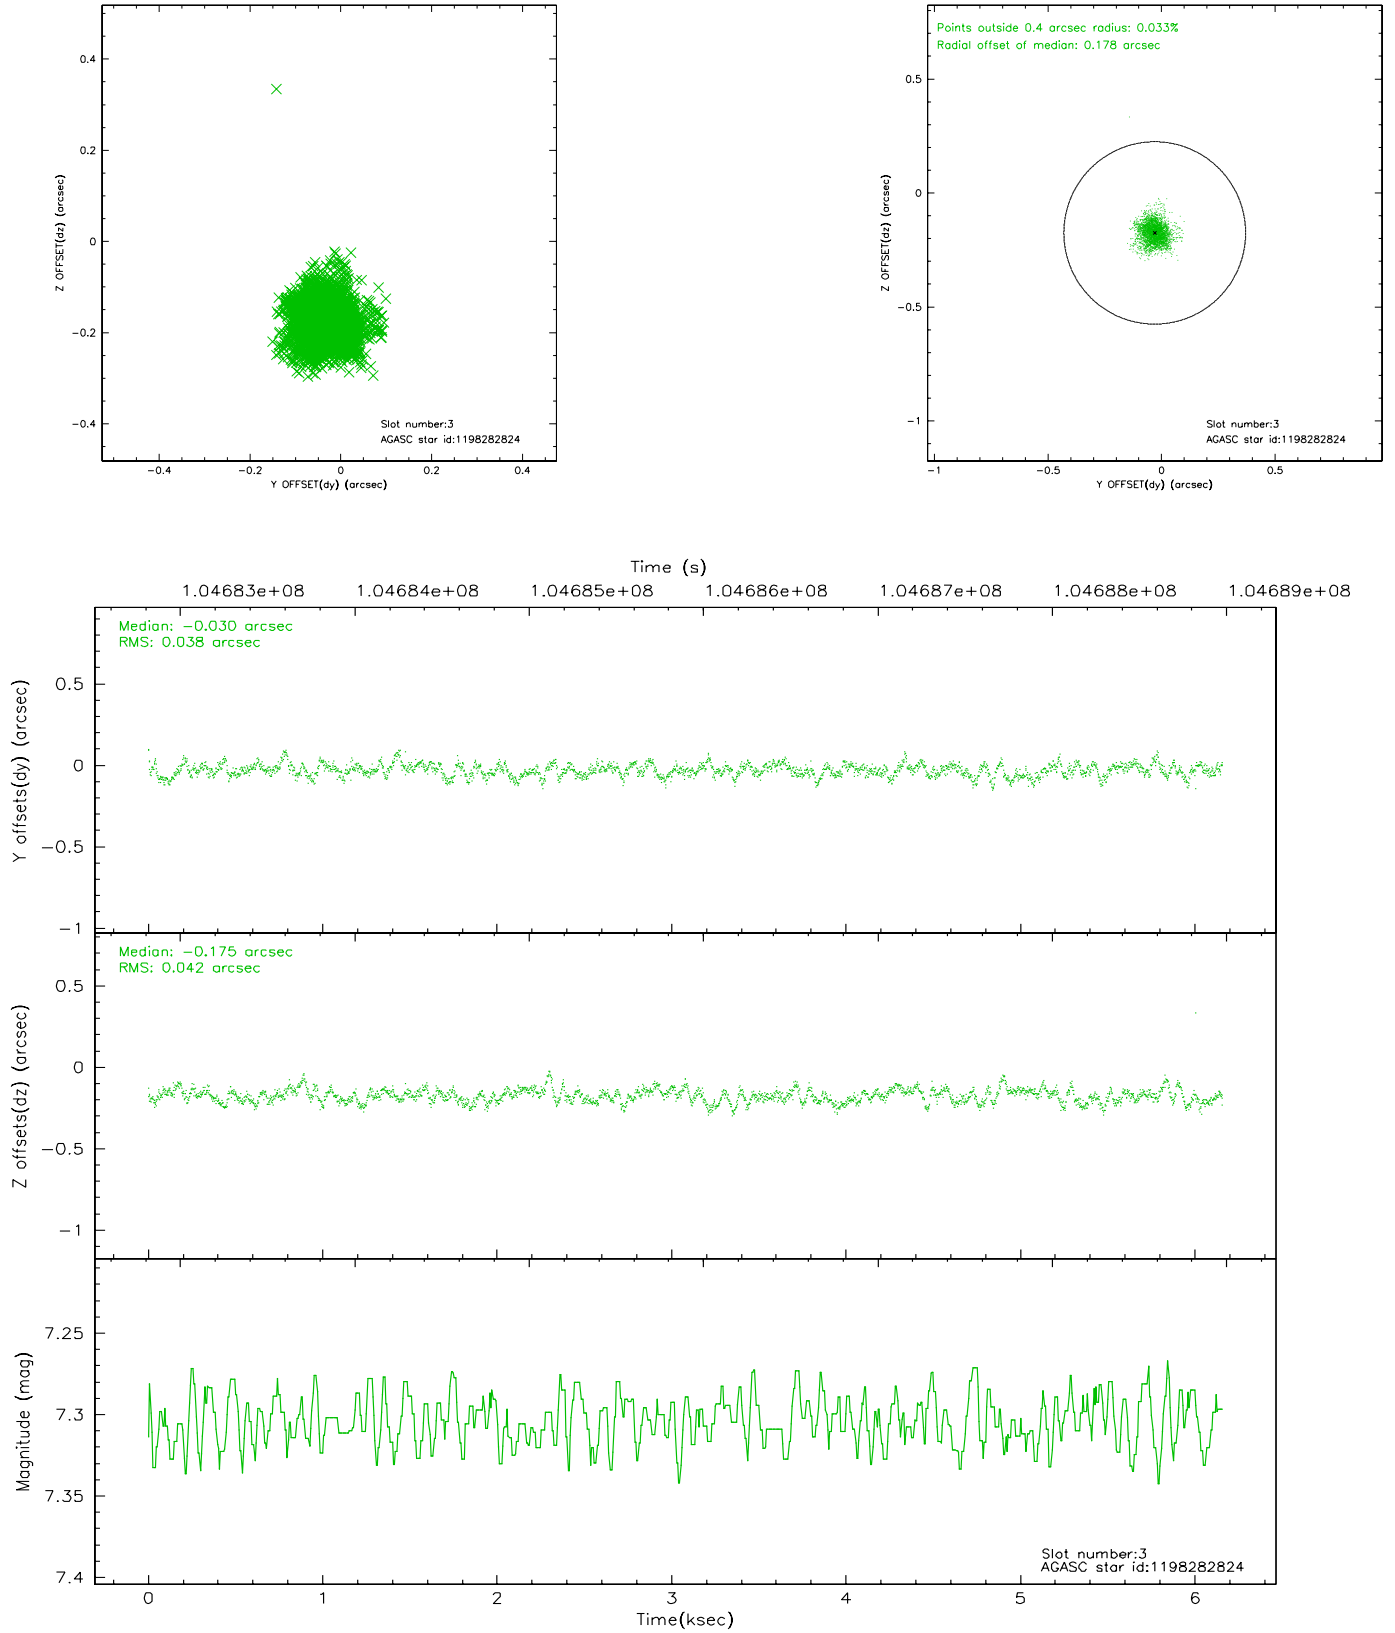 0.4
0.2
0
-0.2
-0.4
Z OFFSET(dz) (arcsec)
Slot number:3
AGASC star id:1198282824
-0.4 -0.2 0 0.2 0.4
Y OFFSET(dy) (arcsec)
Points outside 0.4 arcsec radius: 0.033%
Radial offset of median: 0.178 arcsec
0.5
0
-0.5
-1
Z OFFSET(dz) (arcsec)
Slot number:3
AGASC star id:1198282824
-1 -0.5 0 0.5
Y OFFSET(dy) (arcsec)
Time (s)
1.04683e+08 1.04684e+08 1.04685e+08 1.04686e+08 1.04687e+08 1.04688e+08 1.04689e+08
Median: -0.030 arcsec
RMS: 0.038 arcsec
0.5
0
-0.5
-1
Y offsets(dy) (arcsec)
Median: -0.175 arcsec
RMS: 0.042 arcsec
0.5
0
-0.5
-1
Z offsets(dz) (arcsec)
7.25
7.3
7.35
7.4
Magnitude (mag)
Slot number:3
AGASC star id:1198282824
0 1 2 3 4 5 6
Time(ksec)